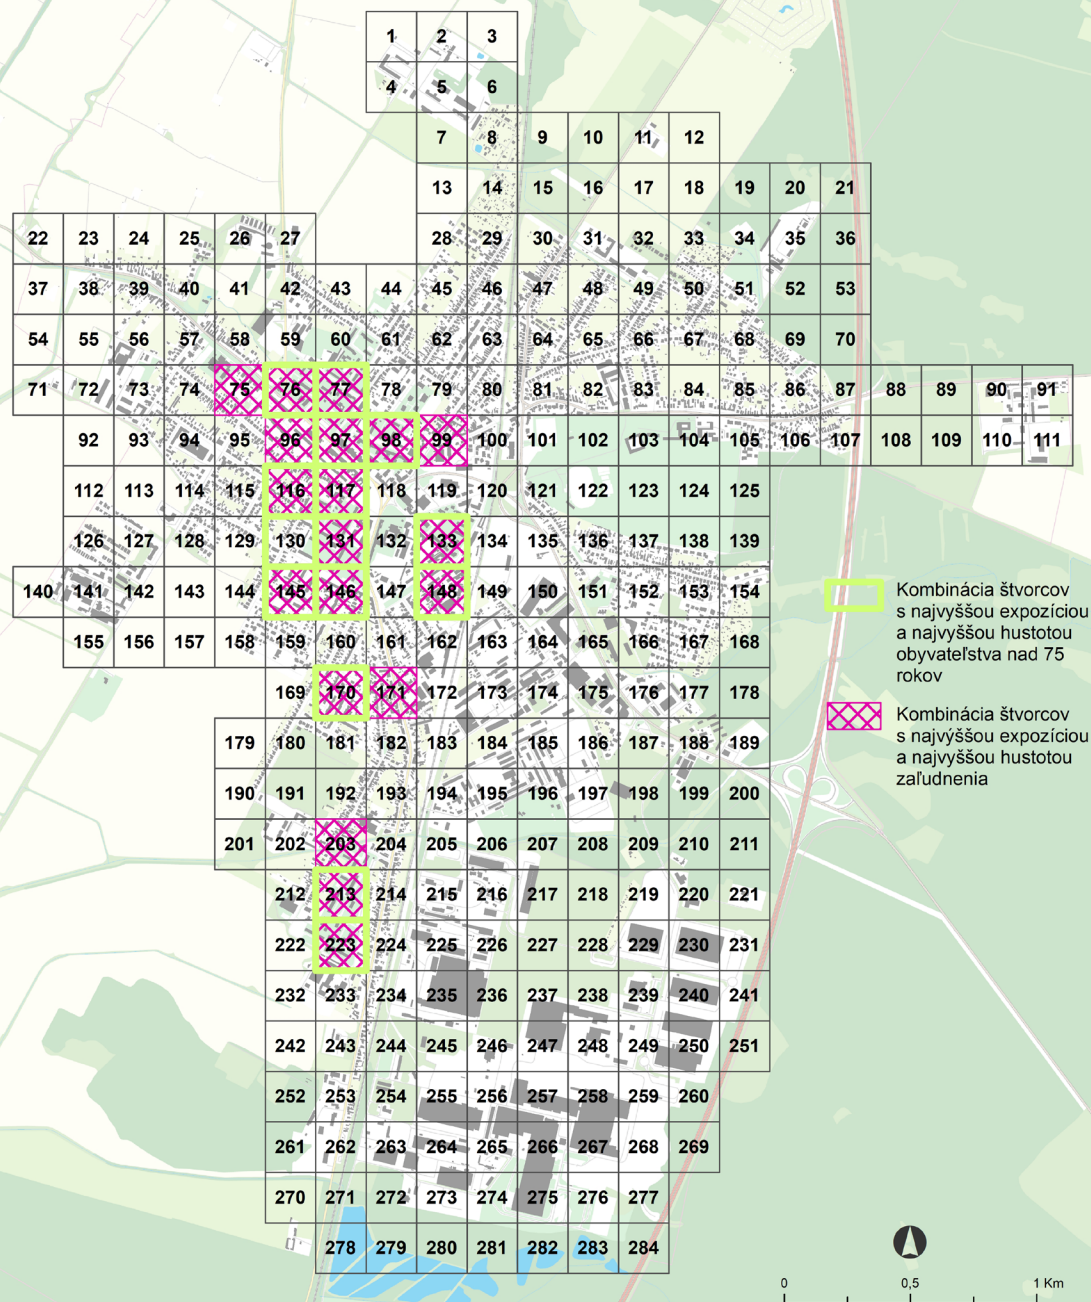 1 2 3
4 5 6
7 8 9 10 11 12
13 14 15 16 17 18 19 20 21
22 23 24 25 26 27 28 29 30 31 32 33 34 35 36
37 38 39 40 41 42 43 44 45 46 47 48 49 50 51 52 53
54 55 56 57 58 59 60 61 62 63 64 65 66 67 68 69 70
71 72 73 74 75 76 77 78 79 80 81 82 83 84 85 86 87 88 89 90 91
92 93 94 95 96 97 98 99 100 101 102 103 104 105 106 107 108 109 110 111
112 113 114 115 116 117 118 119 120 121 122 123 124 125
126 127 128 129 130 131 132 133 134 135 136 137 138 139
140 141 142 143 144 145 146 147 148 149 150 151 152 153 154
155 156 157 158 159 160 161 162 163 164 165 166 167 168
169 170 171 172 173 174 175 176 177 178
179 180 181 182 183 184 185 186 187 188 189
190 191 192 193 194 195 196 197 198 199 200
201 202 203 204 205 206 207 208 209 210 211
212 213 214 215 216 217 218 219 220 221
222 223 224 225 226 227 228 229 230 231
232 233 234 235 236 237 238 239 240 241
242 243 244 245 246 247 248 249 250 251
252 253 254 255 256 257 258 259 260
261 262 263 264 265 266 267 268 269
270 271 272 273 274 275 276 277
278 279 280 281 282 283 284
Kombinácia štvorcov
s najvyššou expozíciou
a najvyššou hustotou
obyvateľstva nad 75
rokov
Kombinácia štvorcov
s najvýššou expozíciou
a najvyššou hustotou
zaľudnenia
0 0,5 1 Km